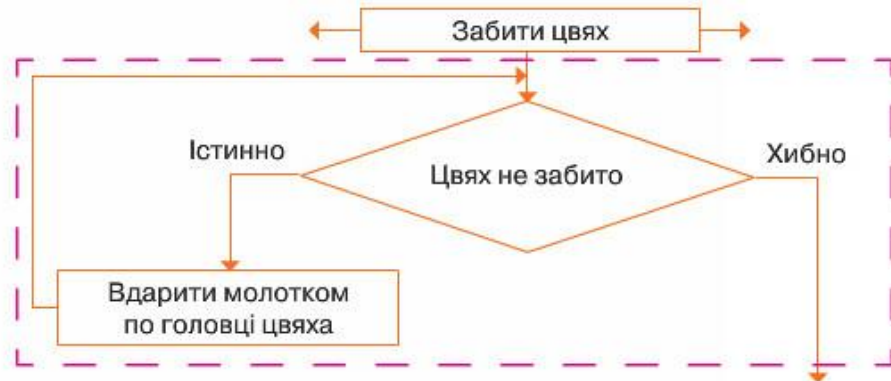 Забити цвях
Істинно
Хибно
Цвях не забито
Вдарити молотком
по головці цвяха